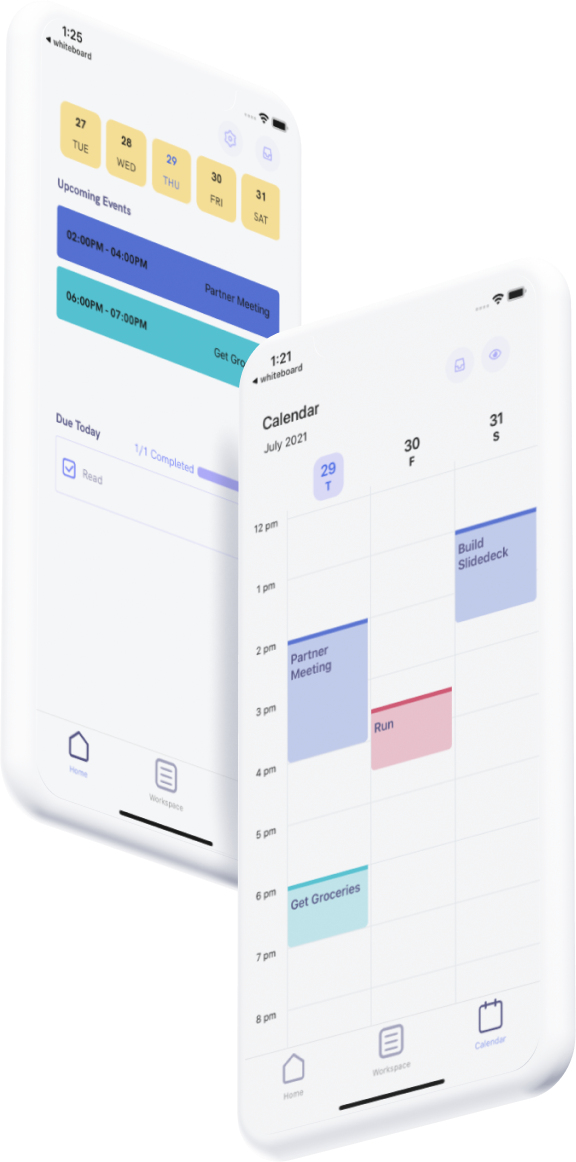 1:25
◀ whiteboard
27
TUE
28
WED
29
THU
30
FRI
31
SAT
Upcoming Events
02:00PM - 04:00PM
Partner Meeting
06:00PM - 07:00PM
Get Gro
Due Today
1/1 Completed
Read
Home
Workspace
1:21
◀ whiteboard
Calendar
July 2021
29
T
30
F
31
S
12 pm
1 pm
2 pm
3 pm
4 pm
5 pm
6 pm
7 pm
8 pm
Build
Slidedeck
Partner
Meeting
Run
Get Groceries
Home
Workspace
Calendar